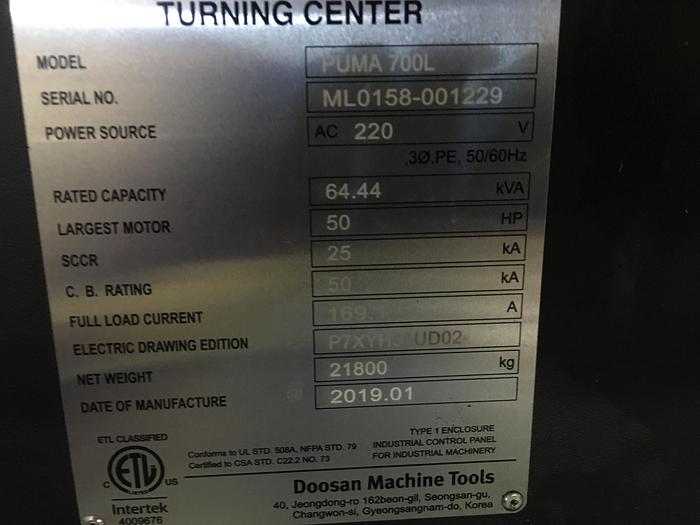 TURNING CENTER
MODEL PUMA 700L
SERIAL NO. ML0158-001229
POWER SOURCE AC 220 V
,3Ø.PE, 50/60Hz
RATED CAPACITY 64.44 kVA
LARGEST MOTOR 50 HP
SCCR 25 kA
C. B. RATING 50 kA
FULL LOAD CURRENT A
ELECTRIC DRAWING EDITION
NET WEIGHT 21800 kg
DATE OF MANUFACTURE 2019.01
ETL CLASSIFIED
C ETL US
LISTED
Intertek
4009676
Conforms to UL STD. 508A, NFPA STD. 79
Certified to CSA STD. C22.2 NO. 73
TYPE 1 ENCLOSURE
INDUSTRIAL CONTROL PANEL
FOR INDUSTRIAL MACHINERY
Doosan Machine Tools
40, Jeongdong-ro 162beon-gil, Seongsan-gu,
Changwon-si, Gyeongsangnam-do, Korea